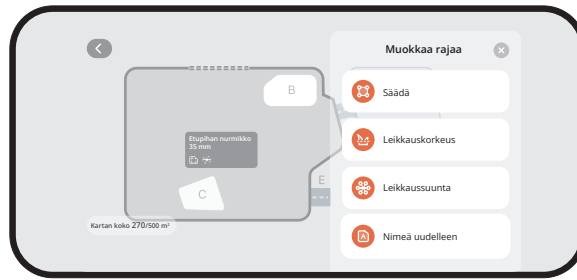 Muokkaa rajaa
B
Säädä
Etupihan nurmikko
35 mm
Leikkauskorkeus
E
C
Leikkaussuunta
Kartan koko 270/500 m²
Nimeä uudelleen
A